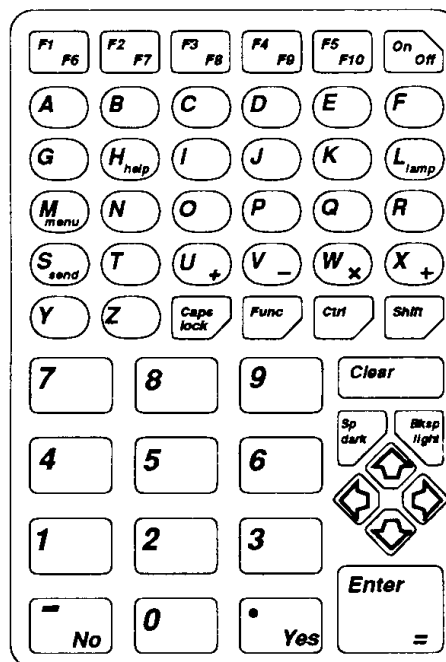 F1 F6 F2 F7 F3 F8 F4 F9 F5 F10 On Off
A B C D E F
G H help I J K L lamp
M menu N O P Q R
S send T U + V − W × X +
Y Z Caps lock Func Ctrl Shift
7 8 9 Clear
Sp dark Bksp light
4 5 6
1 2 3
− No 0 • Yes Enter =